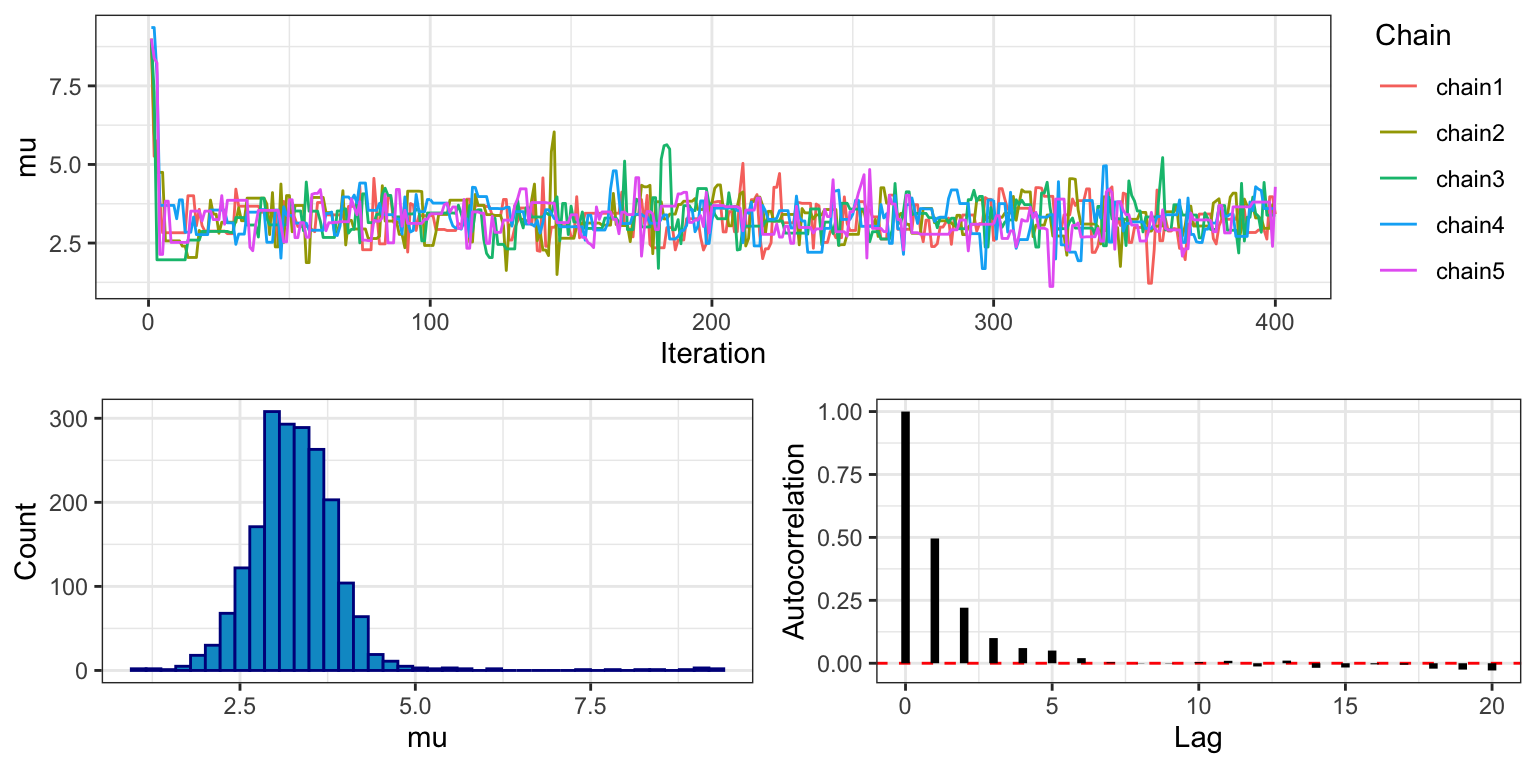 mu
7.5
5.0
2.5
0 100 200 300 400
Iteration
Chain
chain1
chain2
chain3
chain4
chain5
Count
300
200
100
0
2.5 5.0 7.5
mu
Autocorrelation
1.00
0.75
0.50
0.25
0.00
0 5 10 15 20
Lag